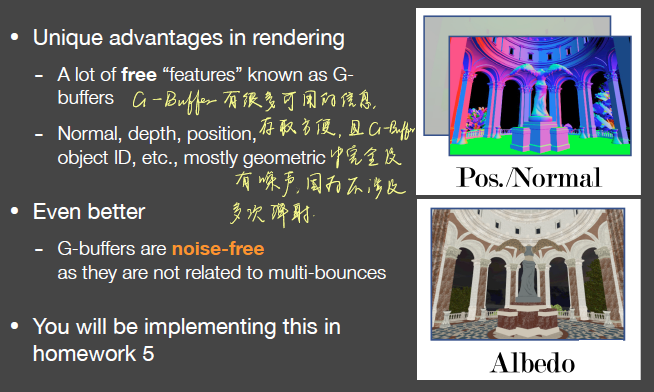 • Unique advantages in rendering
- A lot of free “features” known as G-
buffers
G-Buffer有很多可用的信息,
- Normal, depth, position,
存取方便,且G-Buffer
object ID, etc., mostly geometric
中完全没
有噪声,因为不涉及
多次弹射.
• Even better
- G-buffers are noise-free
as they are not related to multi-bounces
• You will be implementing this in
homework 5
Pos./Normal
Albedo